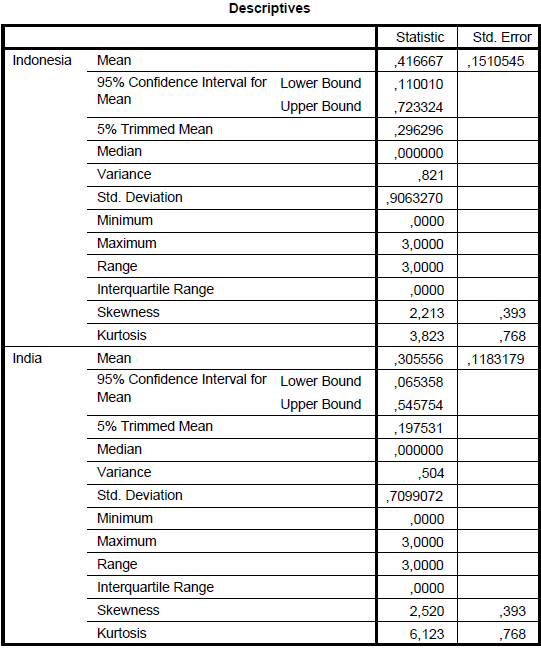 Descriptives
Statistic Std. Error
Indonesia Mean ,416667 ,1510545
95% Confidence Interval for Mean Lower Bound ,110010
Upper Bound ,723324
5% Trimmed Mean ,296296
Median ,000000
Variance ,821
Std. Deviation ,9063270
Minimum ,0000
Maximum 3,0000
Range 3,0000
Interquartile Range ,0000
Skewness 2,213 ,393
Kurtosis 3,823 ,768
India Mean ,305556 ,1183179
95% Confidence Interval for Mean Lower Bound ,065358
Upper Bound ,545754
5% Trimmed Mean ,197531
Median ,000000
Variance ,504
Std. Deviation ,7099072
Minimum ,0000
Maximum 3,0000
Range 3,0000
Interquartile Range ,0000
Skewness 2,520 ,393
Kurtosis 6,123 ,768